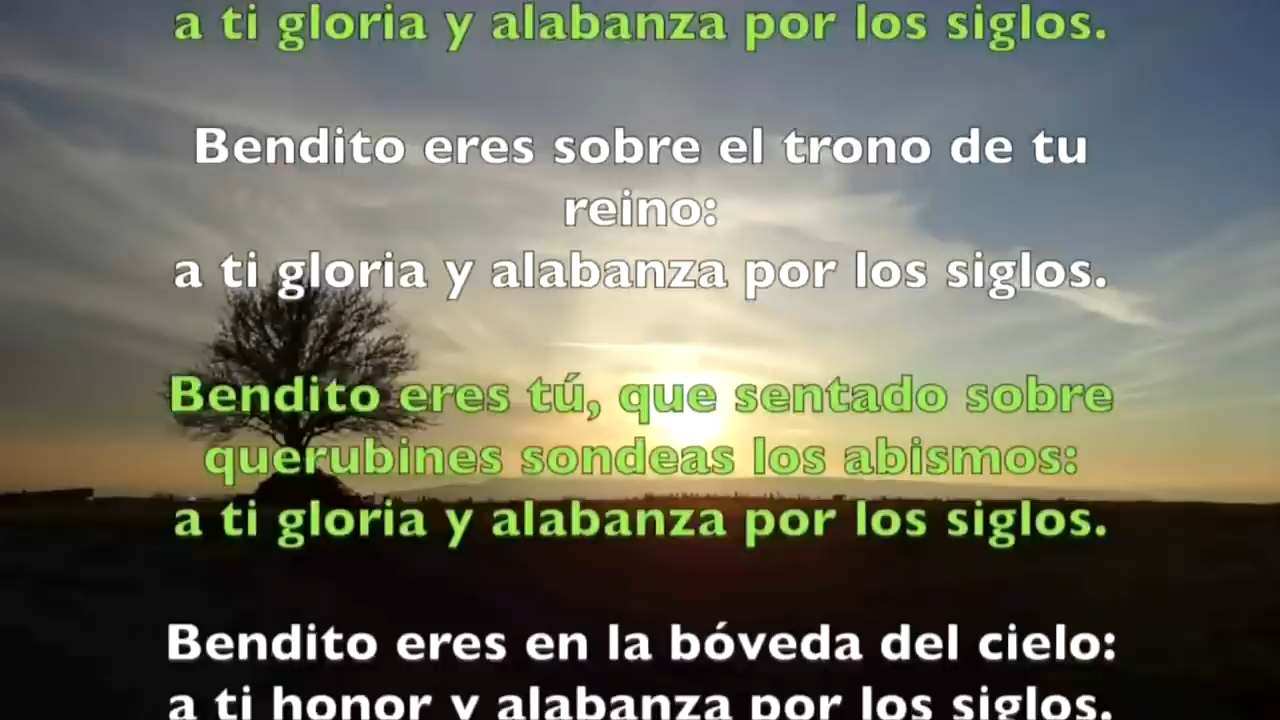 a ti gloria y alabanza por los siglos.
Bendito eres sobre el trono de tu
reino:
a ti gloria y alabanza por los siglos.
Bendito eres tú, que sentado sobre
querubines sondeas los abismos:
a ti gloria y alabanza por los siglos.
Bendito eres en la bóveda del cielo:
a ti honor y alabanza por los siglos.